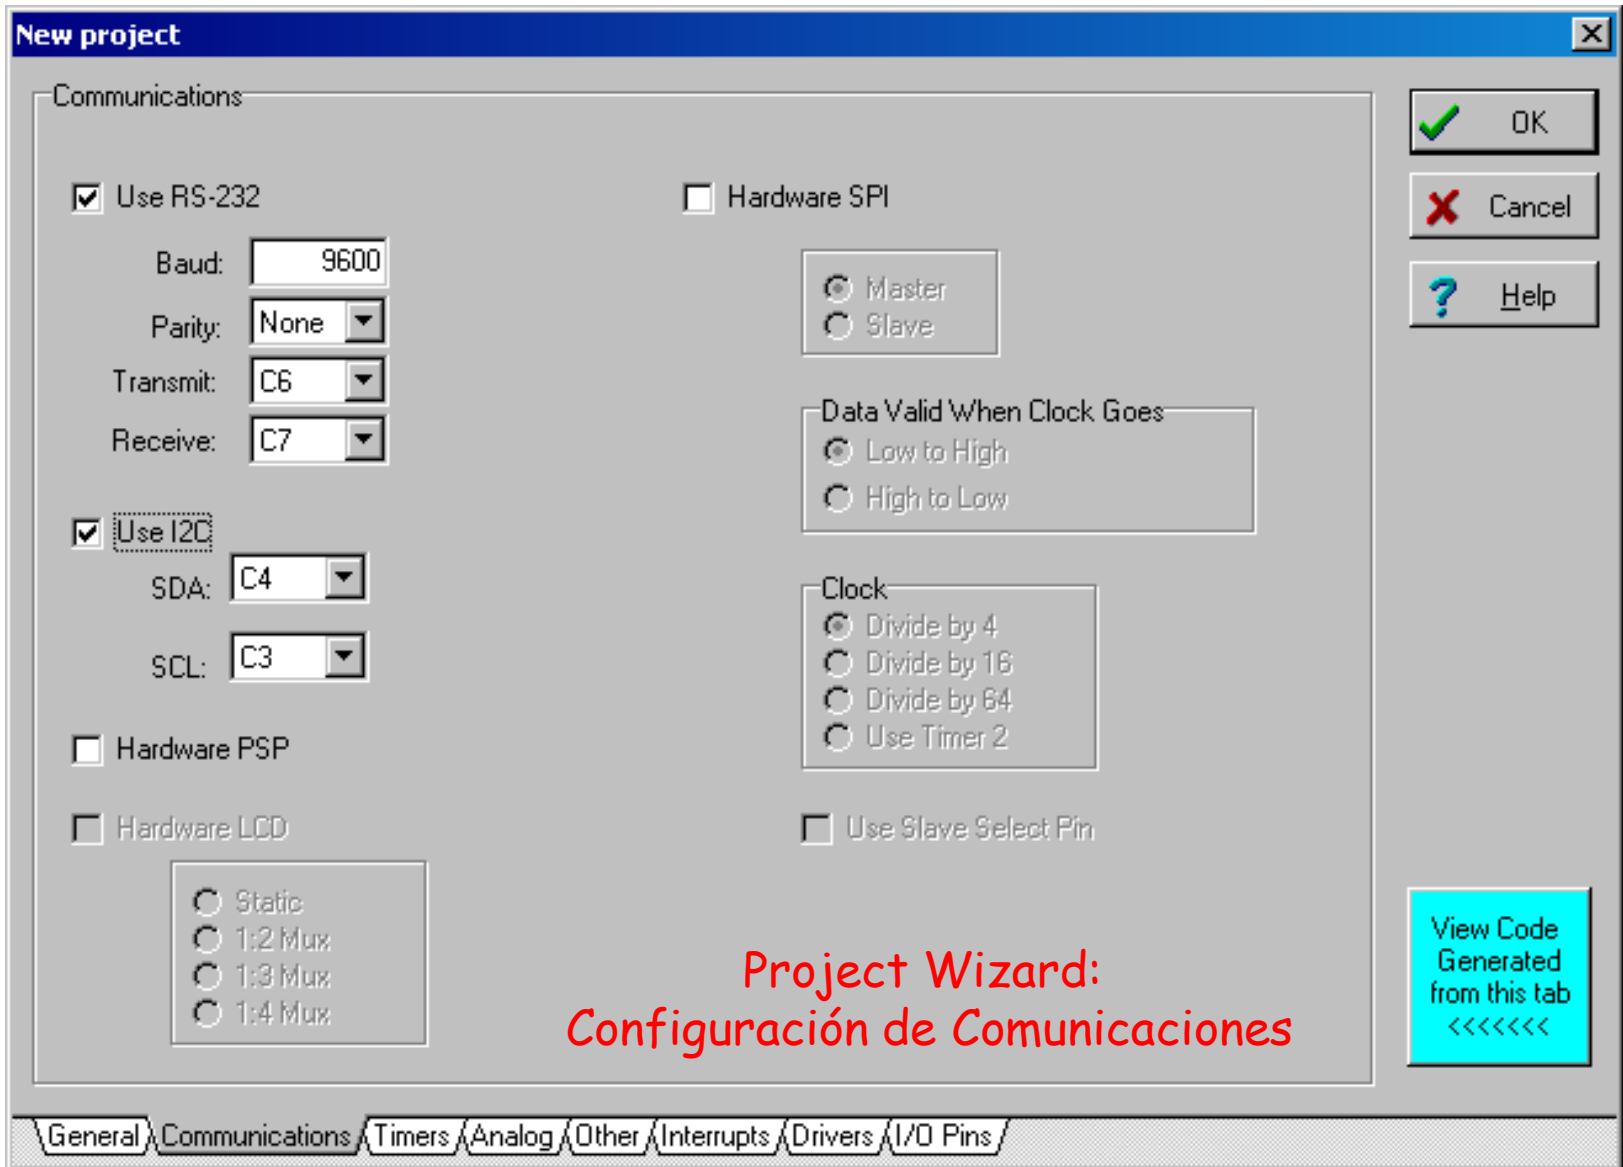 New project
Communications
Use RS-232
Baud: 9600
Parity: None
Transmit: C6
Receive: C7
Use I2C
SDA: C4
SCL: C3
Hardware PSP
Hardware LCD
Static
1:2 Mux
1:3 Mux
1:4 Mux
Hardware SPI
Master
Slave
Data Valid When Clock Goes
Low to High
High to Low
Clock
Divide by 4
Divide by 16
Divide by 64
Use Timer 2
Use Slave Select Pin
Project Wizard:
Configuración de Comunicaciones
OK
Cancel
Help
View Code
Generated
from this tab
<<<<<<<
General Communications Timers Analog Other Interrupts Drivers I/O Pins